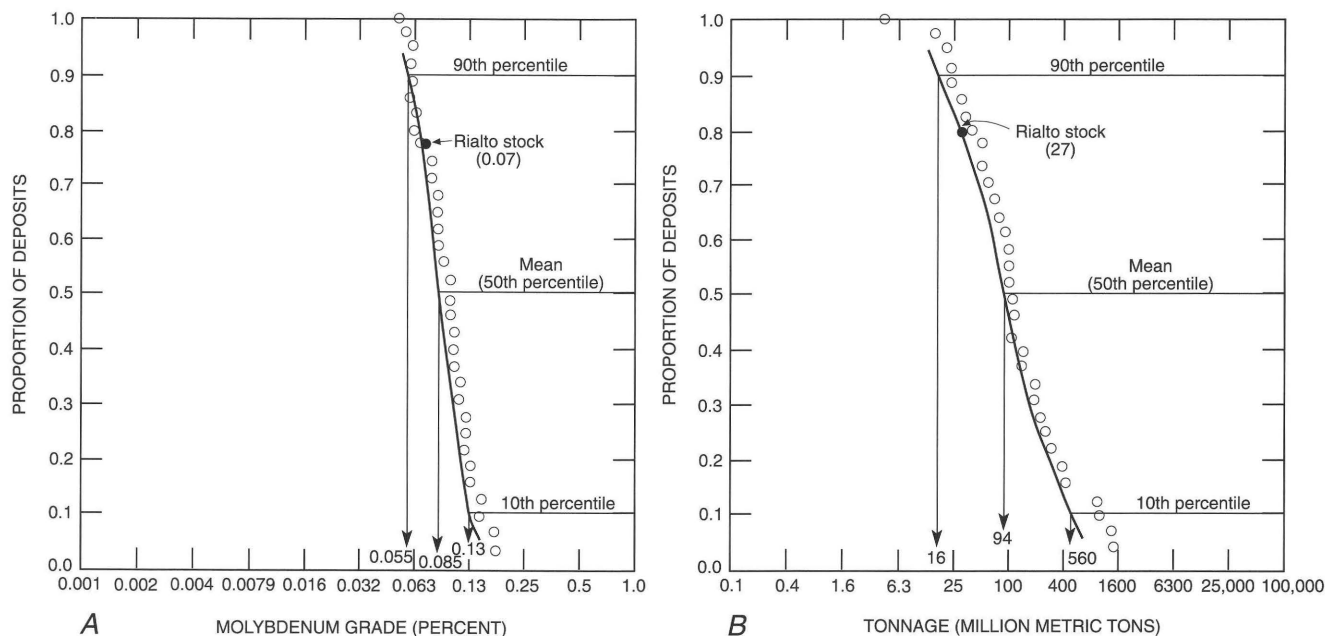 1.0
0.9
0.8
0.7
0.6
0.5
0.4
0.3
0.2
0.1
0.0
PROPORTION OF DEPOSITS
90th percentile
Rialto stock
(0.07)
Mean
(50th percentile)
10th percentile
0.055
0.085
0.13
0.001 0.002 0.004 0.0079 0.016 0.032 0.063 0.13 0.25 0.63 1.0
A MOLYBDENUM GRADE (PERCENT)
1.0
0.9
0.8
0.7
0.6
0.5
0.4
0.3
0.2
0.1
0.0
PROPORTION OF DEPOSITS
90th percentile
Rialto stock
(27)
Mean
(50th percentile)
10th percentile
16
94
560
0.1 0.4 1.6 6.3 25 100 400 1600 6300 25,000 100,000
B TONNAGE (MILLION METRIC TONS)